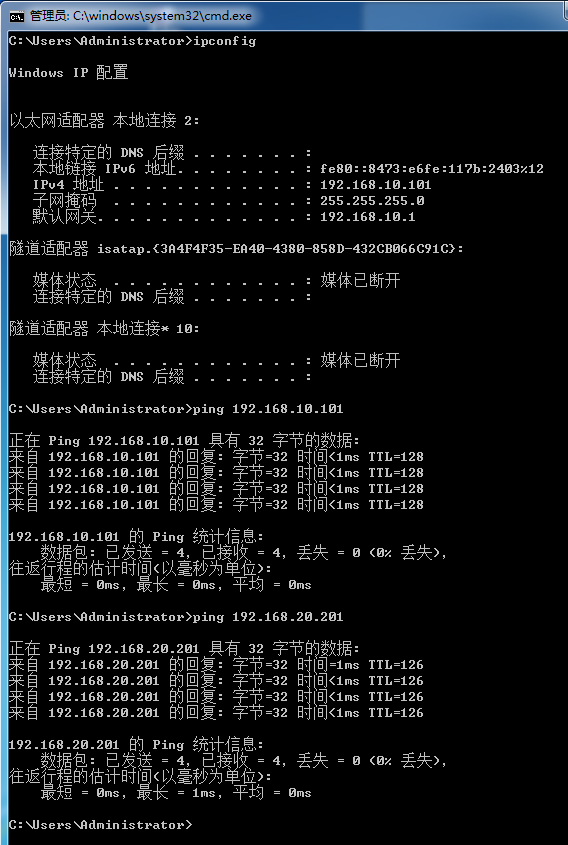 管理员: C:\windows\system32\cmd.exe
C:\Users\Administrator>ipconfig
Windows IP 配置
以太网适配器 本地连接 2:
连接特定的 DNS 后缀 . . . . . . . :
本地链接 IPv6 地址. . . . . . . . : fe80::8473:e6fe:117b:2403%12
IPv4 地址 . . . . . . . . . . . . : 192.168.10.101
子网掩码 . . . . . . . . . . . . : 255.255.255.0
默认网关. . . . . . . . . . . . . : 192.168.10.1
隧道适配器 isatap.{3A4F4F35-EA40-4380-858D-432CB066C91C}:
媒体状态 . . . . . . . . . . . . : 媒体已断开
连接特定的 DNS 后缀 . . . . . . . :
隧道适配器 本地连接* 10:
媒体状态 . . . . . . . . . . . . : 媒体已断开
连接特定的 DNS 后缀 . . . . . . . :
C:\Users\Administrator>ping 192.168.10.101
正在 Ping 192.168.10.101 具有 32 字节的数据:
来自 192.168.10.101 的回复: 字节=32 时间<1ms TTL=128
来自 192.168.10.101 的回复: 字节=32 时间<1ms TTL=128
来自 192.168.10.101 的回复: 字节=32 时间<1ms TTL=128
来自 192.168.10.101 的回复: 字节=32 时间<1ms TTL=128
192.168.10.101 的 Ping 统计信息:
数据包: 已发送 = 4, 已接收 = 4, 丢失 = 0 (0% 丢失),
往返行程的估计时间(以毫秒为单位):
最短 = 0ms, 最长 = 0ms, 平均 = 0ms
C:\Users\Administrator>ping 192.168.20.201
正在 Ping 192.168.20.201 具有 32 字节的数据:
来自 192.168.20.201 的回复: 字节=32 时间=1ms TTL=126
来自 192.168.20.201 的回复: 字节=32 时间<1ms TTL=126
来自 192.168.20.201 的回复: 字节=32 时间<1ms TTL=126
来自 192.168.20.201 的回复: 字节=32 时间<1ms TTL=126
192.168.20.201 的 Ping 统计信息:
数据包: 已发送 = 4, 已接收 = 4, 丢失 = 0 (0% 丢失),
往返行程的估计时间(以毫秒为单位):
最短 = 0ms, 最长 = 1ms, 平均 = 0ms
C:\Users\Administrator>